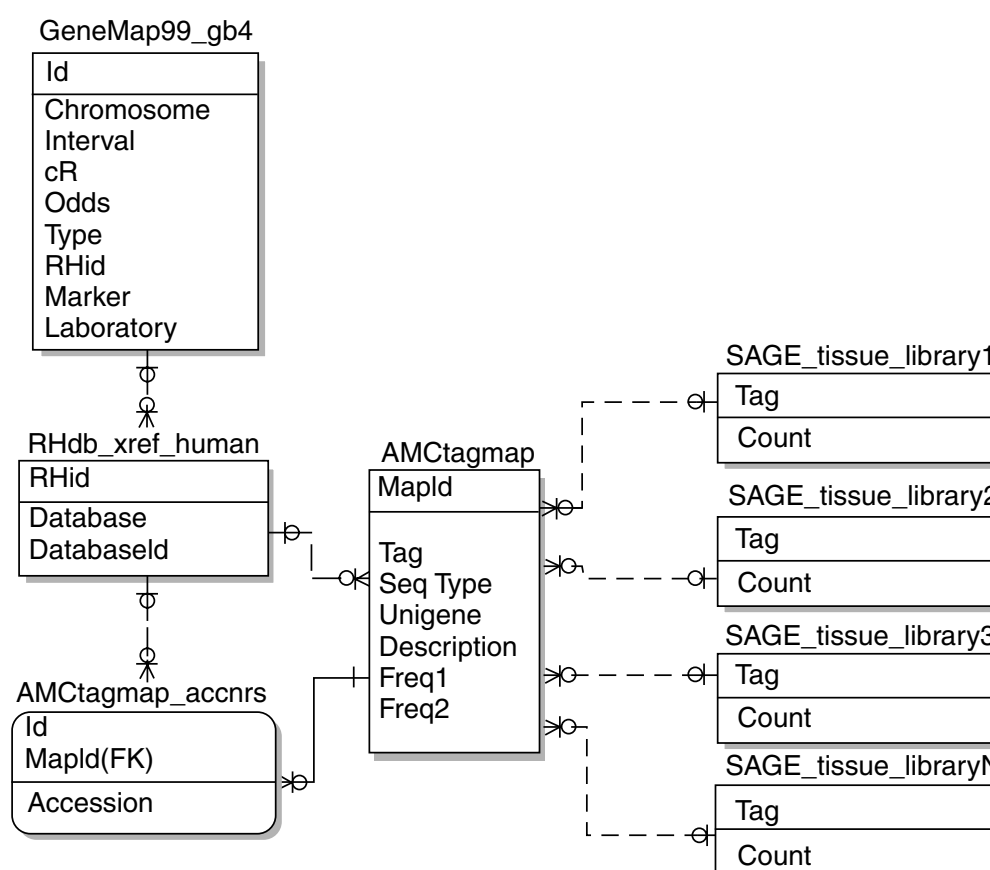 GeneMap99_gb4
Id
Chromosome
Interval
cR
Odds
Type
RHid
Marker
Laboratory
RHdb_xref_human
RHid
Database
DatabaseId
AMCtagmap_accnrs
Id
MapId(FK)
Accession
AMCtagmap
MapId
Tag
Seq Type
Unigene
Description
Freq1
Freq2
SAGE_tissue_library1
Tag
Count
SAGE_tissue_library2
Tag
Count
SAGE_tissue_library3
Tag
Count
SAGE_tissue_libraryN
Tag
Count